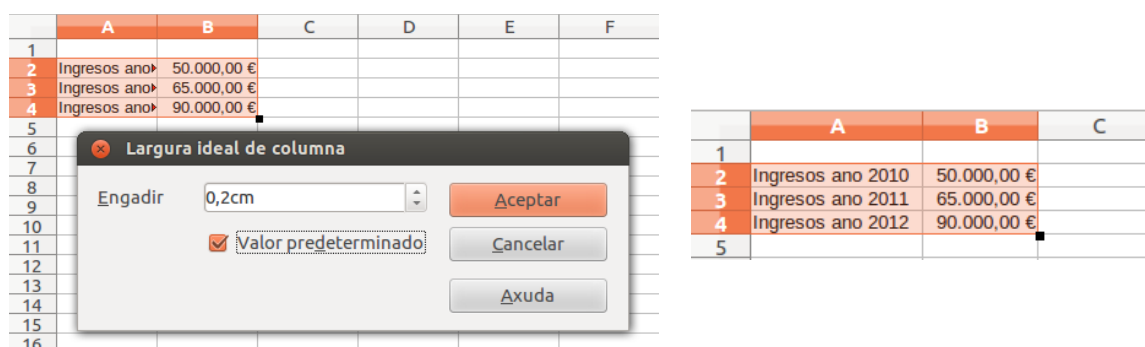 A B C D E F
1
2 Ingresos ano 50.000,00 €
3 Ingresos ano 65.000,00 €
4 Ingresos ano 90.000,00 €
5
6
7
8
9
10
11
12
13
14
15
16
Largura ideal de columna
Engadir 0,2cm Aceptar
Valor predeterminado Cancelar
Axuda
A B C
1
2 Ingresos ano 2010 50.000,00 €
3 Ingresos ano 2011 65.000,00 €
4 Ingresos ano 2012 90.000,00 €
5